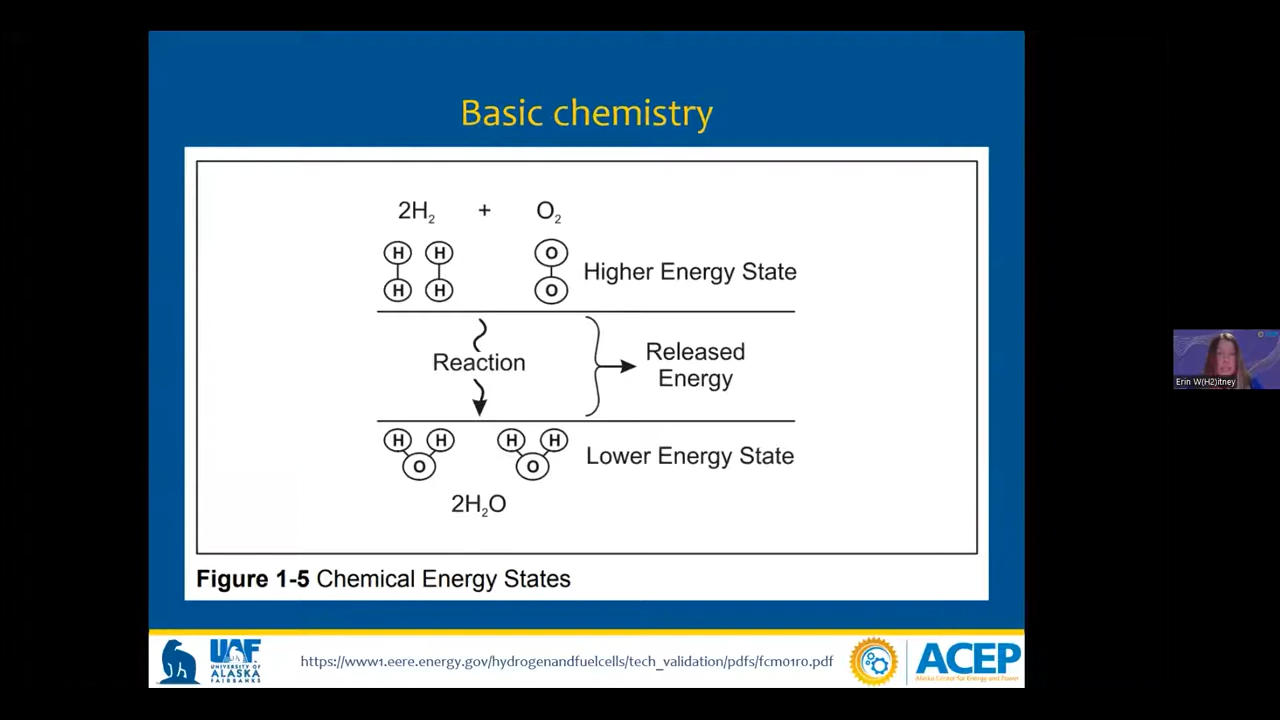 Basic chemistry
2H₂ + O₂
H H O
H H O
Higher Energy State
Reaction
Released
Energy
H H H H
O O
Lower Energy State
2H₂O
Figure 1-5 Chemical Energy States
UAF
UNIVERSITY OF
ALASKA
FAIRBANKS
https://www1.eere.energy.gov/hydrogenandfuelcells/tech_validation/pdfs/fcm01r0.pdf
ACEP
Alaska Center for Energy and Power
Erin W(H2)itney